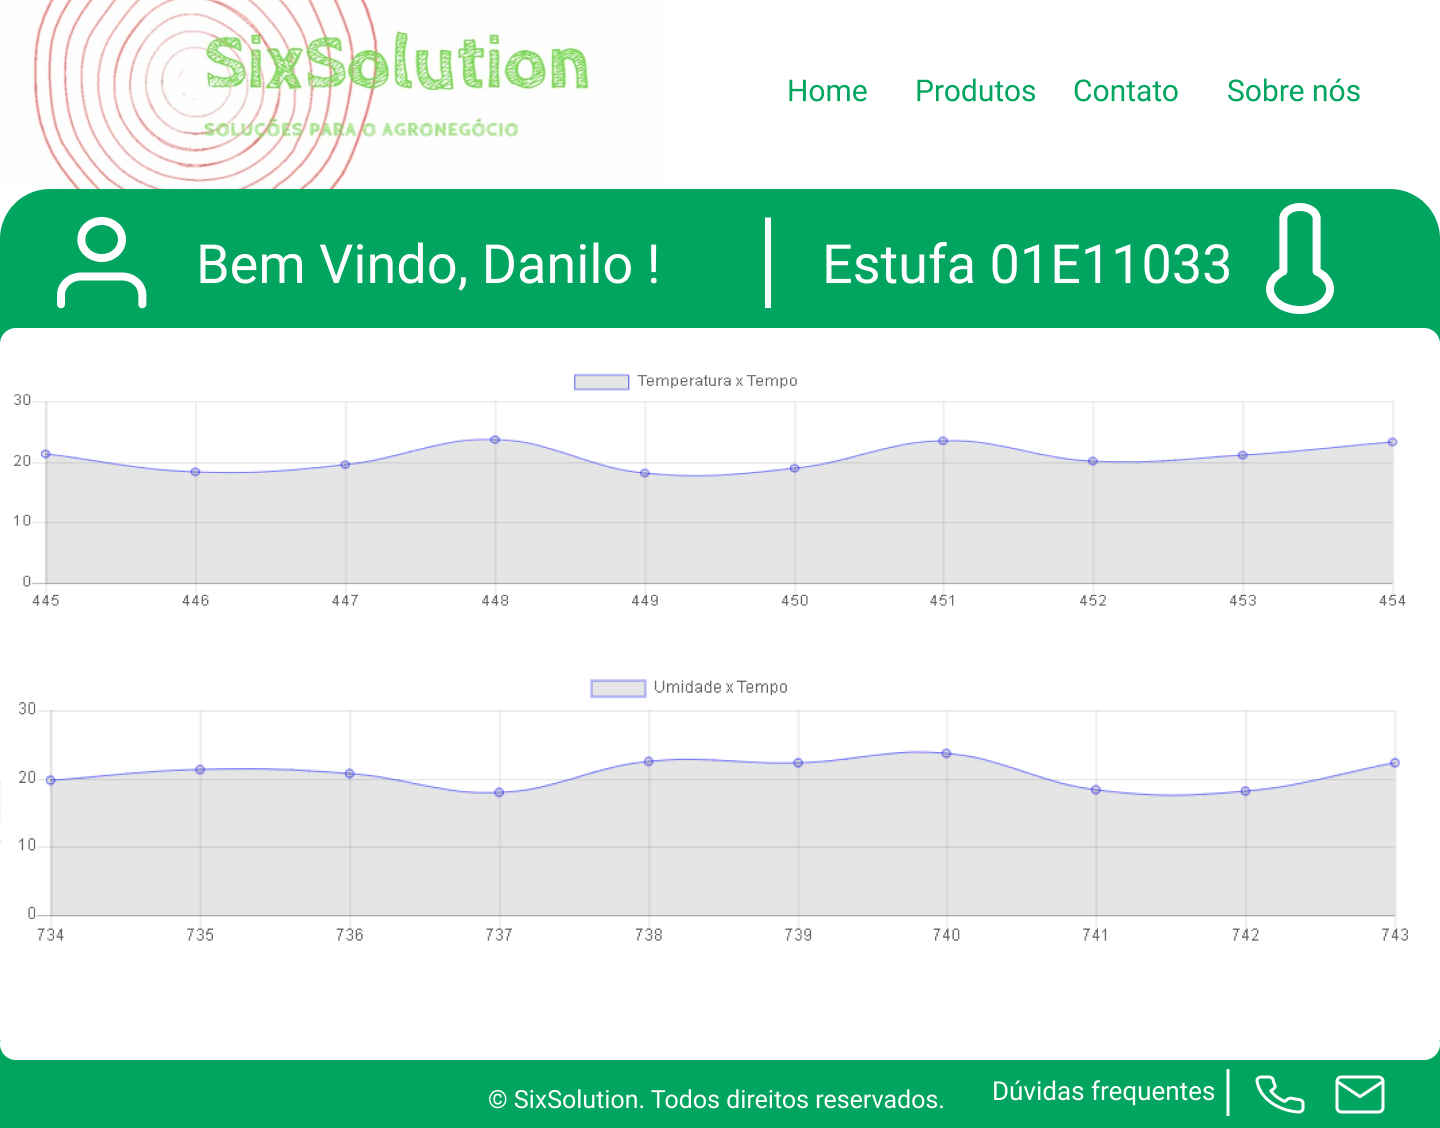 SixSolution
SOLUÇÕES PARA O AGRONEGÓCIO
Home Produtos Contato Sobre nós
Bem Vindo, Danilo !
Estufa 01E11033
Temperatura x Tempo
30
20
10
0
445 446 447 448 449 450 451 452 453 454
Umidade x Tempo
30
20
10
0
734 735 736 737 738 739 740 741 742 743
© SixSolution. Todos direitos reservados.
Dúvidas frequentes